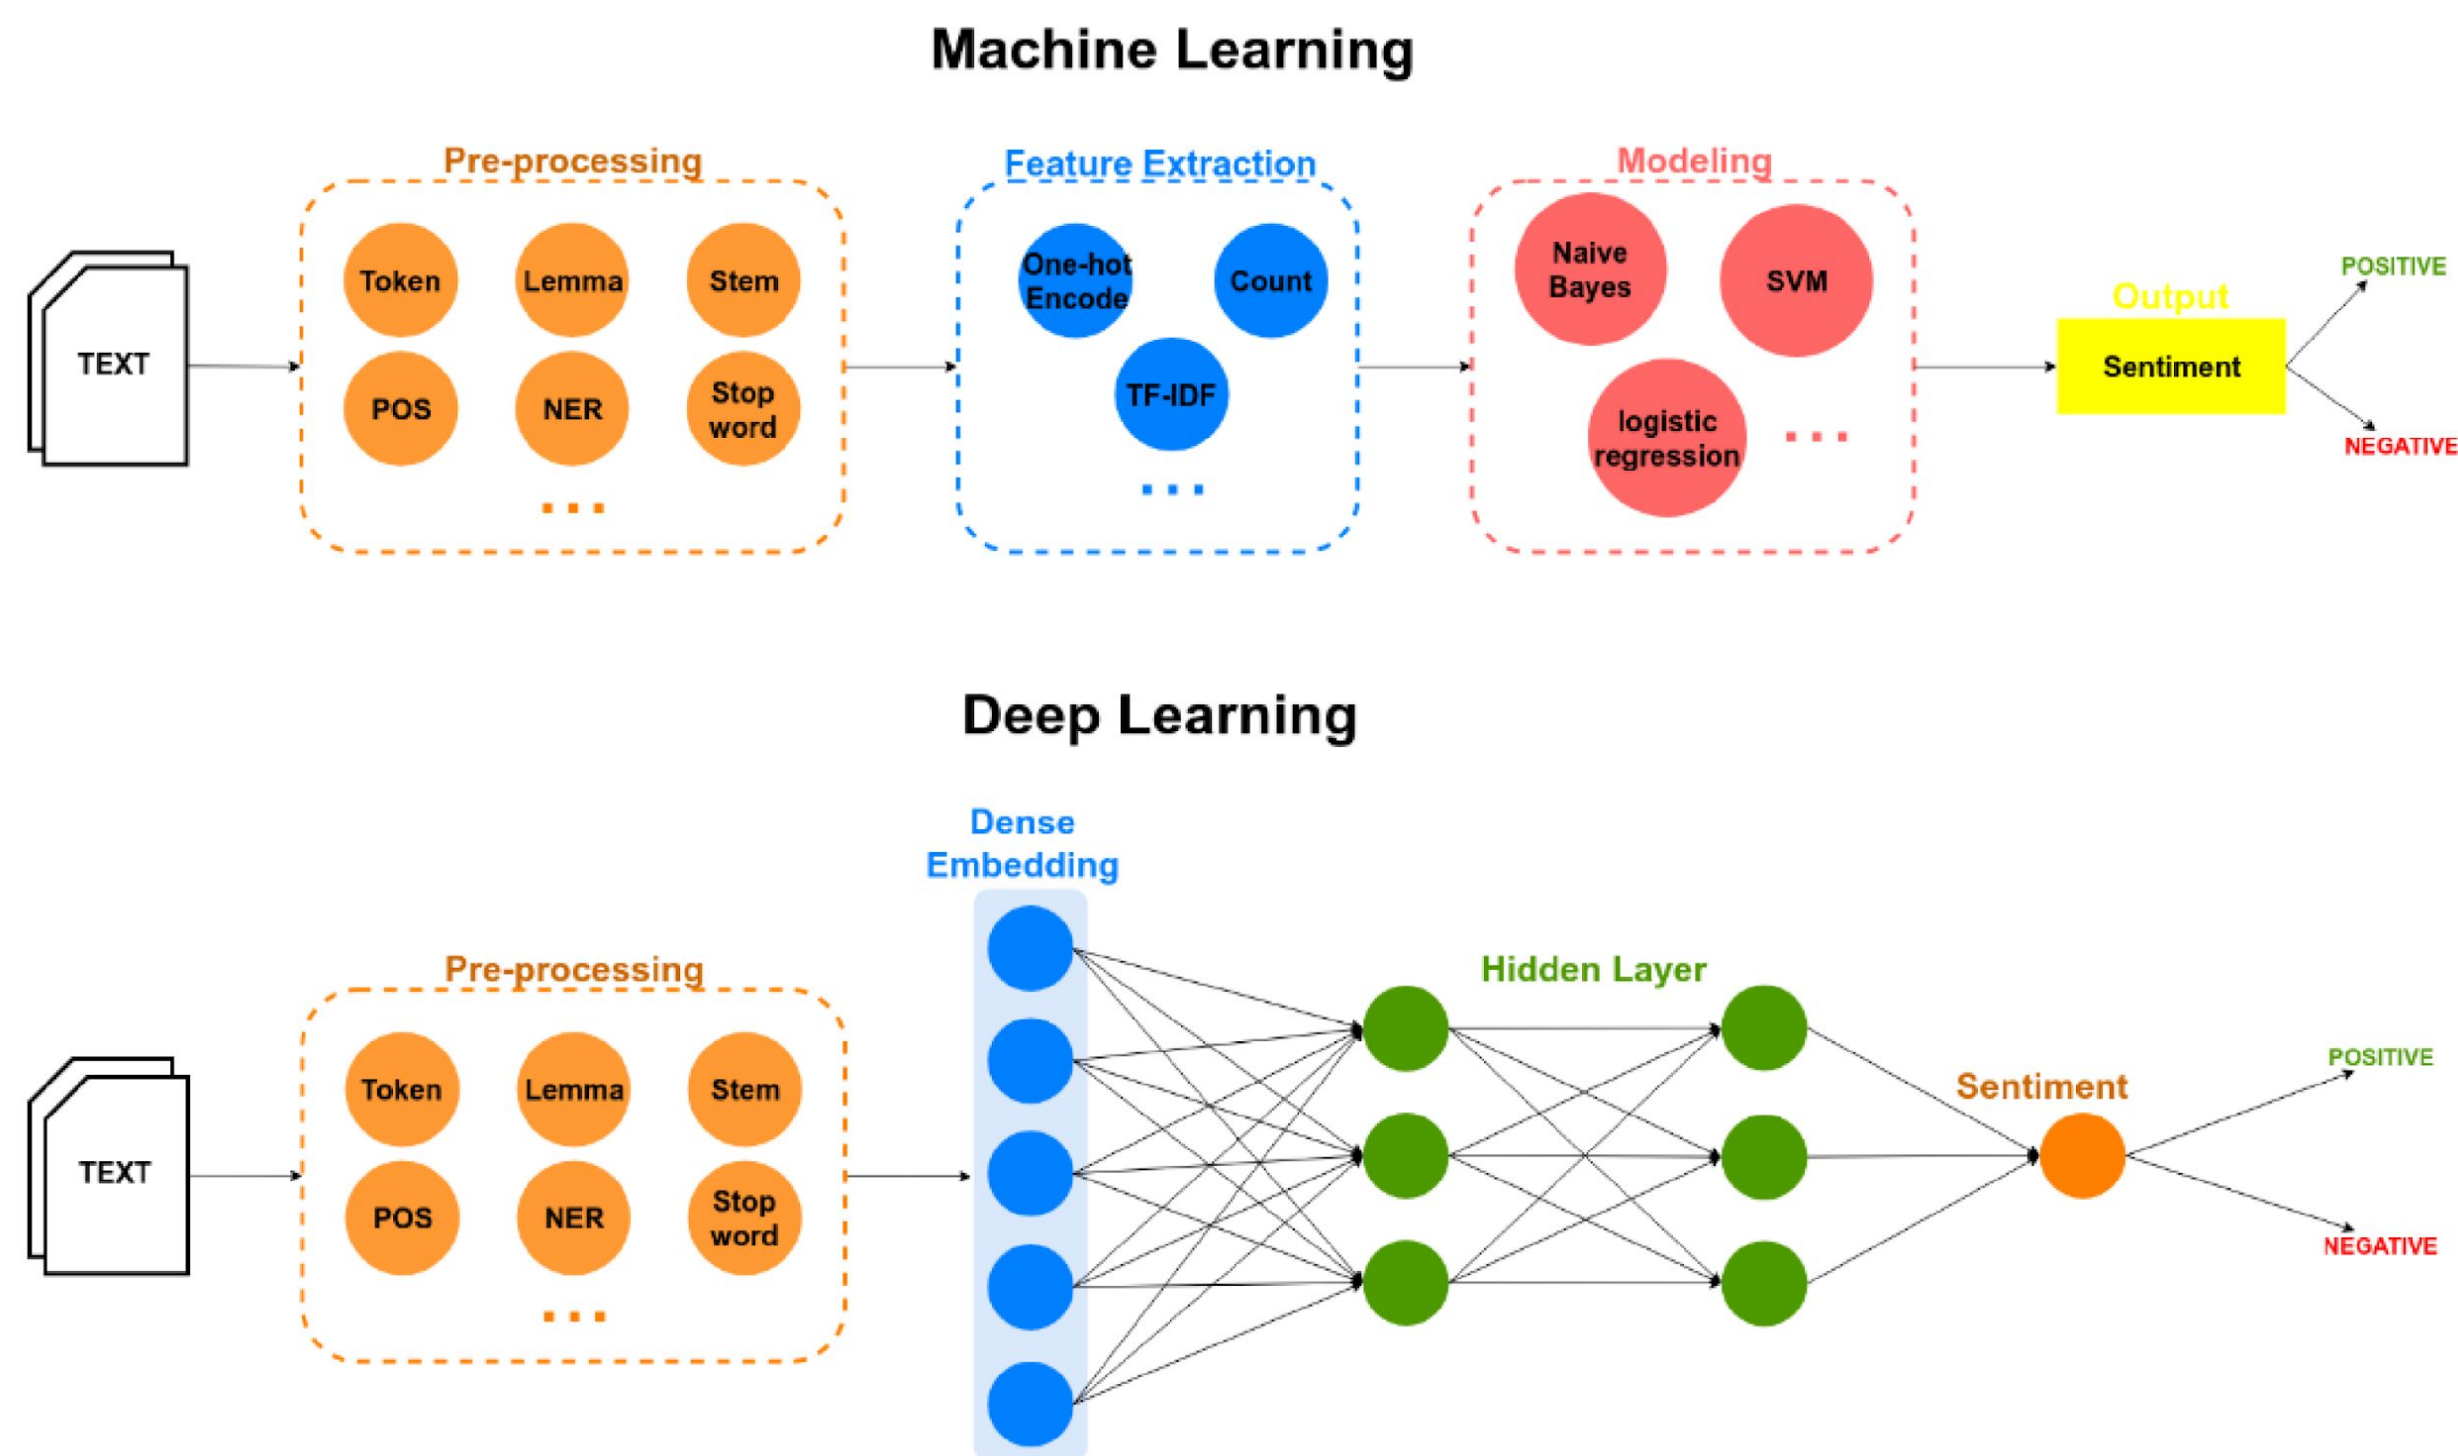 Machine Learning
Pre-processing
Feature Extraction
Modeling
TEXT
Token
Lemma
Stem
POS
NER
Stop
word
...
One-hot
Encode
Count
TF-IDF
...
Naive
Bayes
SVM
logistic
regression
...
Output
Sentiment
POSITIVE
NEGATIVE
Deep Learning
Pre-processing
TEXT
Token
Lemma
Stem
POS
NER
Stop
word
...
Dense
Embedding
Hidden Layer
Sentiment
POSITIVE
NEGATIVE